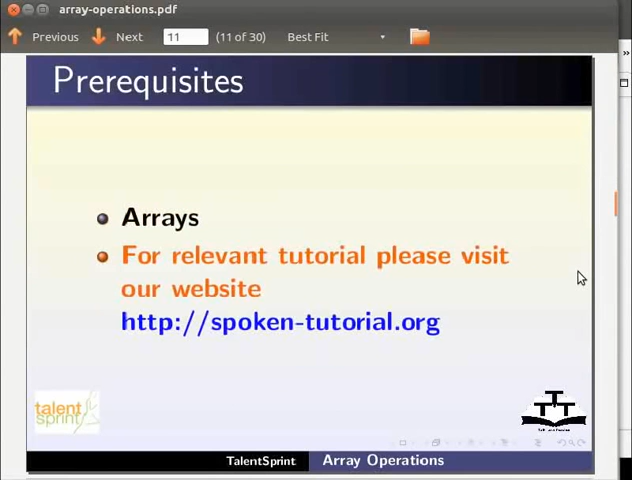 array-operations.pdf
Previous Next 11 (11 of 30) Best Fit
Prerequisites
Arrays
For relevant tutorial please visit
our website
http://spoken-tutorial.org
talent
sprint
TTT
TalentSprint Array Operations